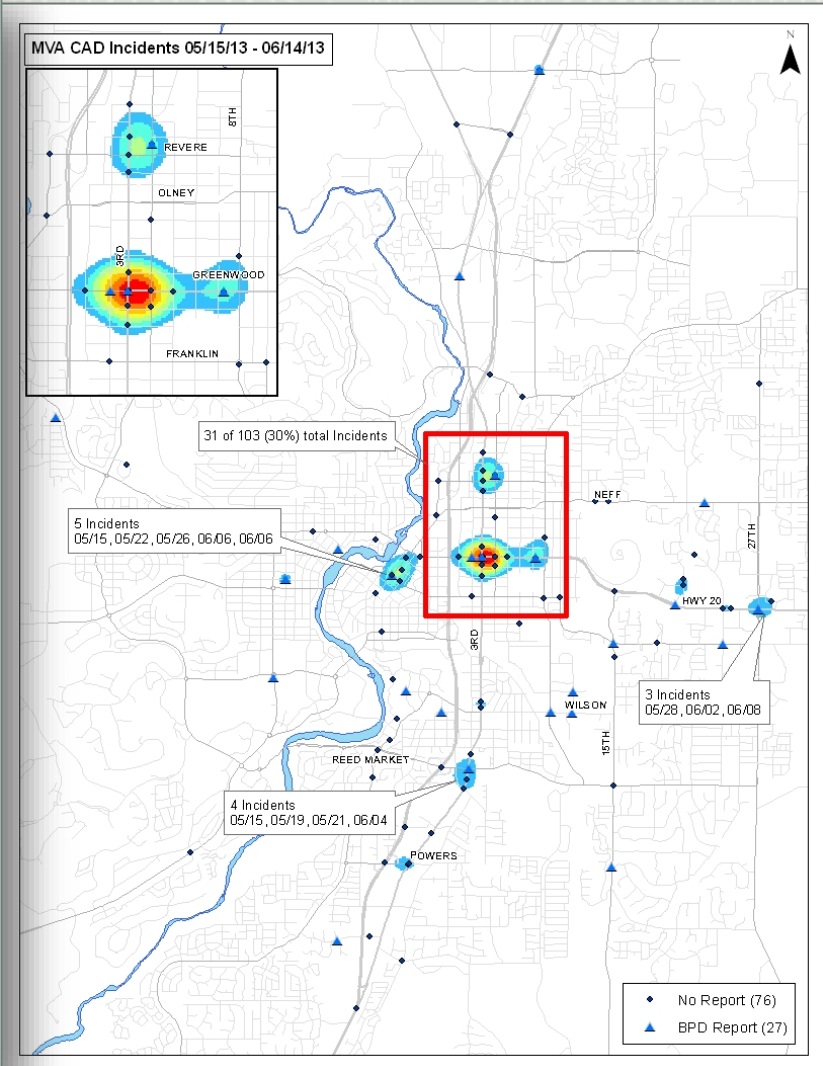 MVA CAD Incidents 05/15/13 - 06/14/13
N
8TH
REVERE
OLNEY
3RD
GREENWOOD
FRANKLIN
31 of 103 (30%) total Incidents
NEFF
5 Incidents
05/15, 05/22, 05/26, 06/06, 06/06
27TH
HWY 20
3RD
3 Incidents
05/28, 06/02, 06/08
WILSON
15TH
REED MARKET
4 Incidents
05/15, 05/19, 05/21, 06/04
POWERS
No Report (76)
BPD Report (27)